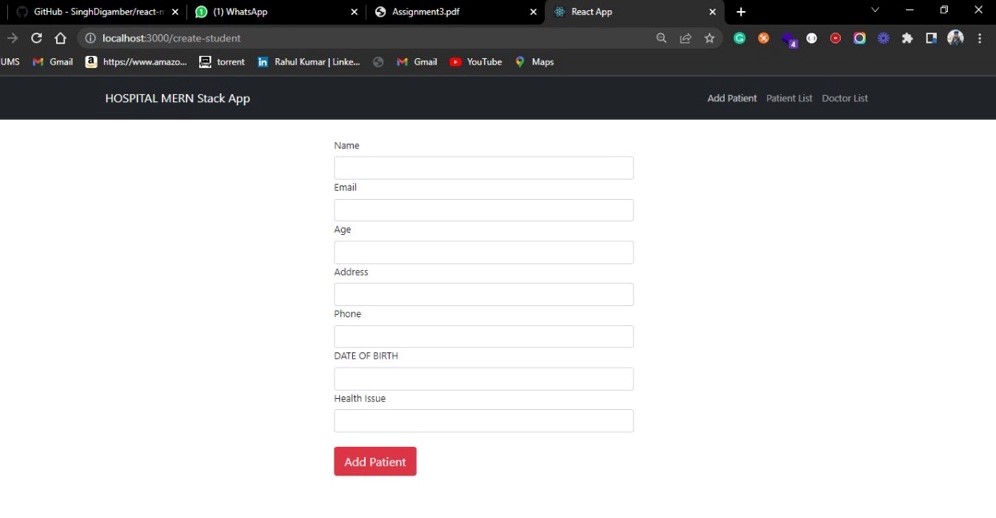 GitHub - SinghDigamber/react-m
(1) WhatsApp
Assignment3.pdf
React App
localhost:3000/create-student
4
UMS
Gmail
https://www.amazo...
torrent
Rahul Kumar | Linke...
Gmail
YouTube
Maps
HOSPITAL MERN Stack App
Add Patient
Patient List
Doctor List
Name
Email
Age
Address
Phone
DATE OF BIRTH
Health Issue
Add Patient